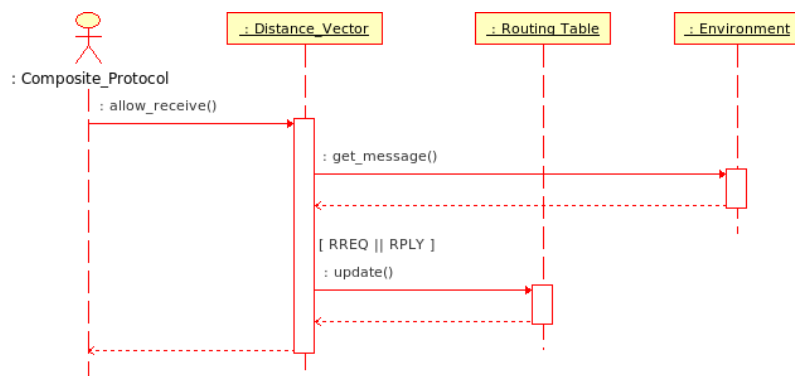 : Distance_Vector
: Routing Table
: Environment
: Composite_Protocol
: allow_receive()
: get_message()
[ RREQ || RPLY ]
: update()